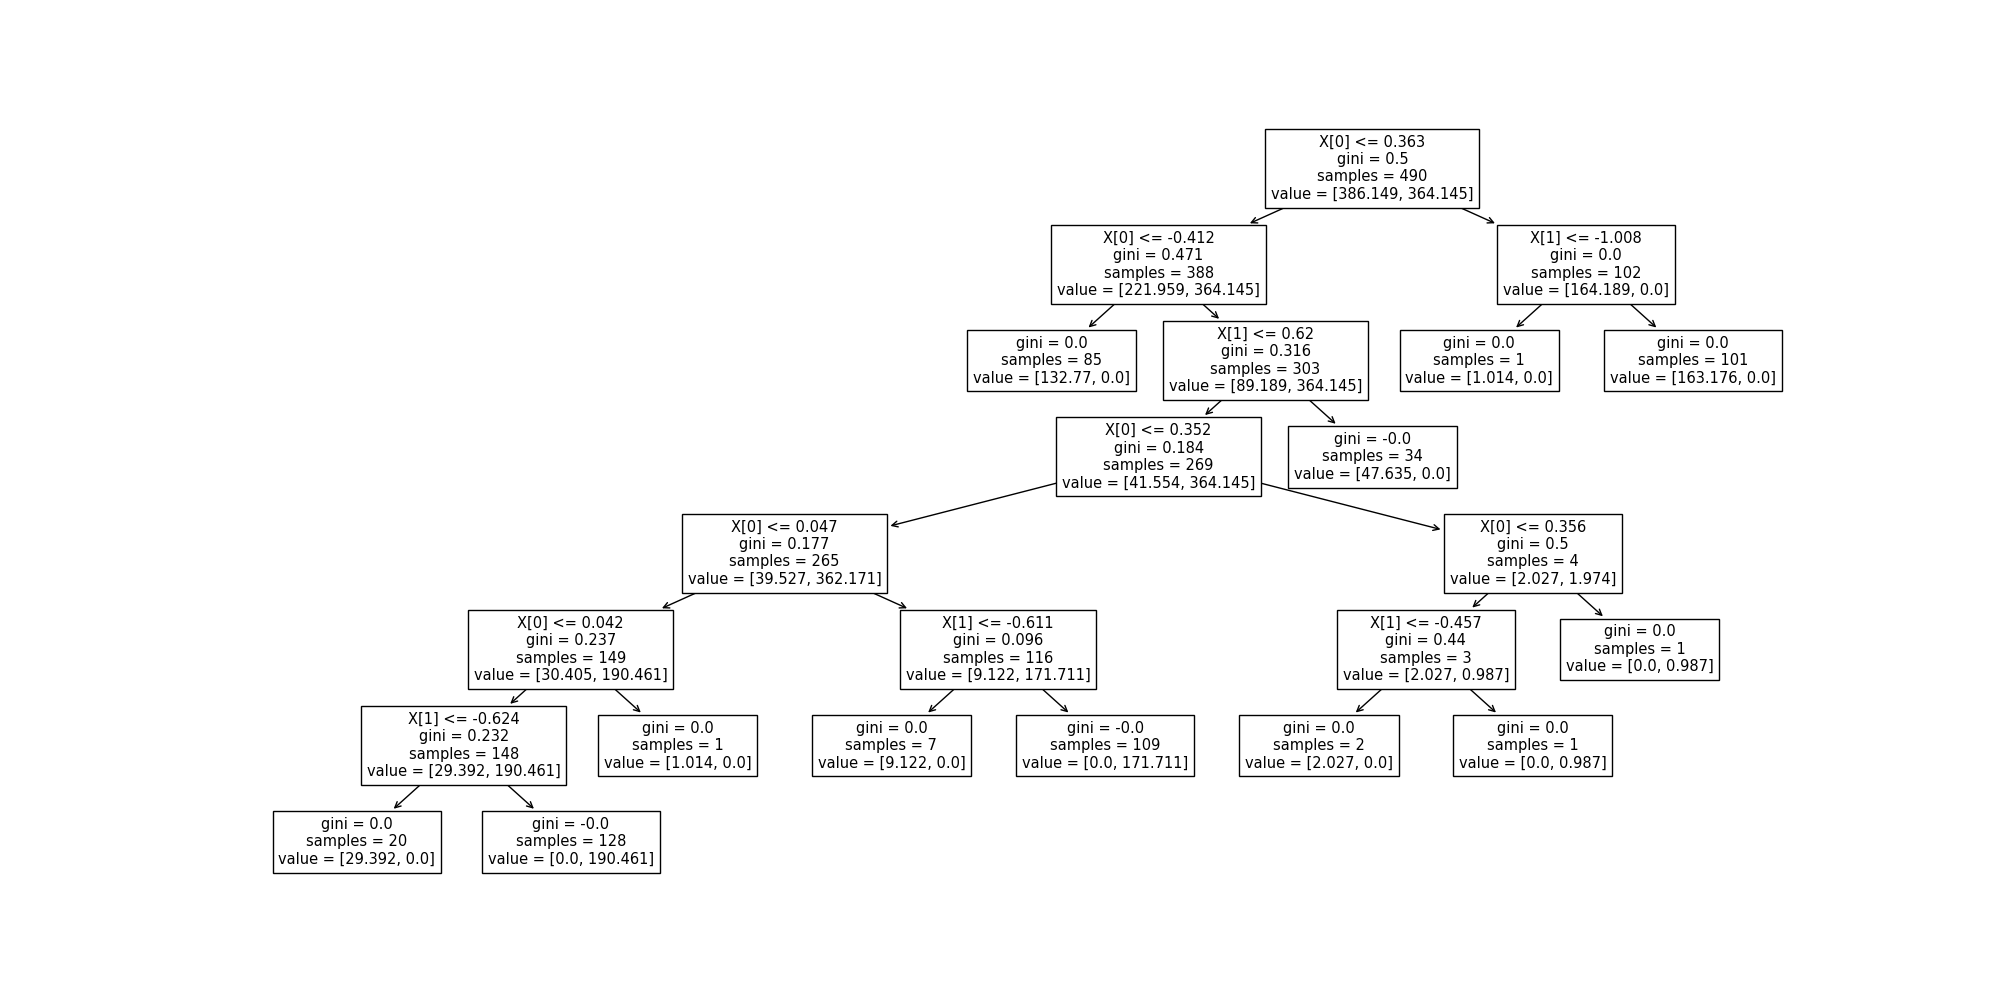 X[0] <= 0.363
gini = 0.5
samples = 490
value = [386.149, 364.145]
X[0] <= -0.412
gini = 0.471
samples = 388
value = [221.959, 364.145]
X[1] <= -1.008
gini = 0.0
samples = 102
value = [164.189, 0.0]
gini = 0.0
samples = 85
value = [132.77, 0.0]
X[1] <= 0.62
gini = 0.316
samples = 303
value = [89.189, 364.145]
gini = 0.0
samples = 1
value = [1.014, 0.0]
gini = 0.0
samples = 101
value = [163.176, 0.0]
X[0] <= 0.352
gini = 0.184
samples = 269
value = [41.554, 364.145]
gini = -0.0
samples = 34
value = [47.635, 0.0]
X[0] <= 0.047
gini = 0.177
samples = 265
value = [39.527, 362.171]
X[0] <= 0.356
gini = 0.5
samples = 4
value = [2.027, 1.974]
X[0] <= 0.042
gini = 0.237
samples = 149
value = [30.405, 190.461]
X[1] <= -0.611
gini = 0.096
samples = 116
value = [9.122, 171.711]
X[1] <= -0.457
gini = 0.44
samples = 3
value = [2.027, 0.987]
gini = 0.0
samples = 1
value = [0.0, 0.987]
X[1] <= -0.624
gini = 0.232
samples = 148
value = [29.392, 190.461]
gini = 0.0
samples = 1
value = [1.014, 0.0]
gini = 0.0
samples = 7
value = [9.122, 0.0]
gini = -0.0
samples = 109
value = [0.0, 171.711]
gini = 0.0
samples = 2
value = [2.027, 0.0]
gini = 0.0
samples = 1
value = [0.0, 0.987]
gini = 0.0
samples = 20
value = [29.392, 0.0]
gini = -0.0
samples = 128
value = [0.0, 190.461]